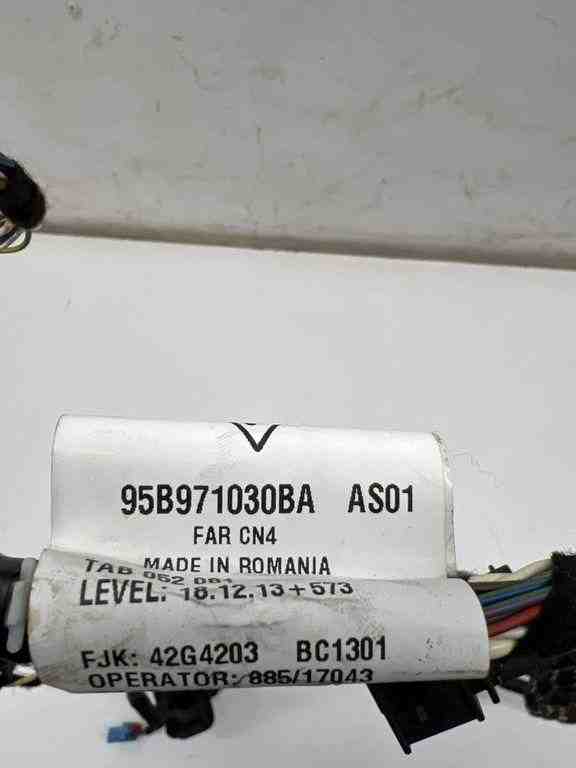 95B971030BA AS01
FAR CN4
MADE IN ROMANIA
TAB 052
LEVEL: 18.12.13+573
FJK: 42G4203 BC1301
OPERATOR: 885/17043